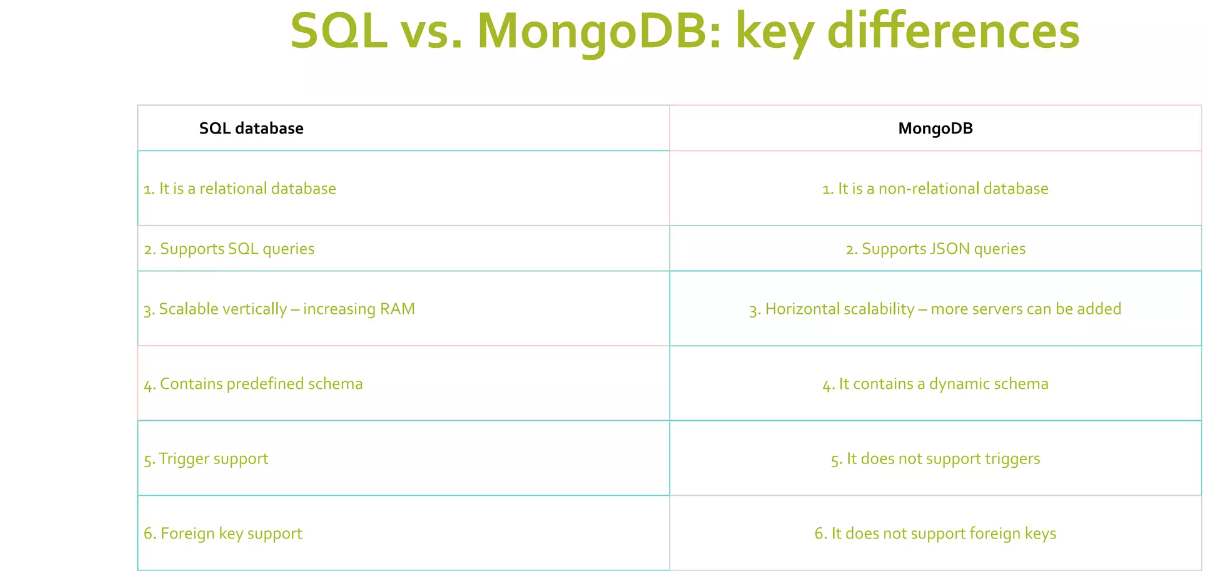 SQL vs. MongoDB: key differences
SQL database
MongoDB
1. It is a relational database
1. It is a non-relational database
2. Supports SQL queries
2. Supports JSON queries
3. Scalable vertically – increasing RAM
3. Horizontal scalability – more servers can be added
4. Contains predefined schema
4. It contains a dynamic schema
5. Trigger support
5. It does not support triggers
6. Foreign key support
6. It does not support foreign keys